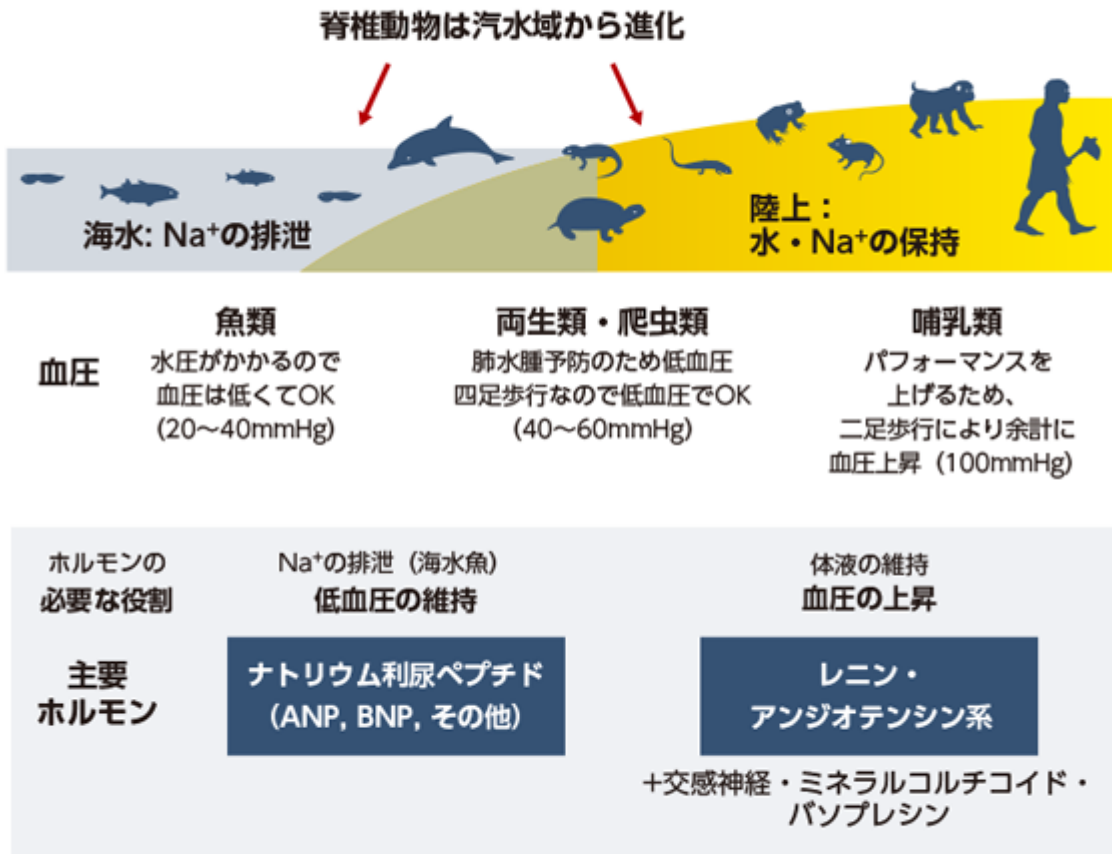 脊椎動物は汽水域から進化
海水: Na⁺の排泄
陸上：
水・Na⁺の保持
血圧
魚類
水圧がかかるので
血圧は低くてOK
(20〜40mmHg)
両生類・爬虫類
肺水腫予防のため低血圧
四足歩行なので低血圧でOK
(40〜60mmHg)
哺乳類
パフォーマンスを
上げるため、
二足歩行により余計に
血圧上昇（100mmHg）
ホルモンの
必要な役割
Na⁺の排泄（海水魚）
低血圧の維持
体液の維持
血圧の上昇
主要
ホルモン
ナトリウム利尿ペプチド
（ANP, BNP, その他）
レニン・
アンジオテンシン系
＋交感神経・ミネラルコルチコイド・
バソプレシン